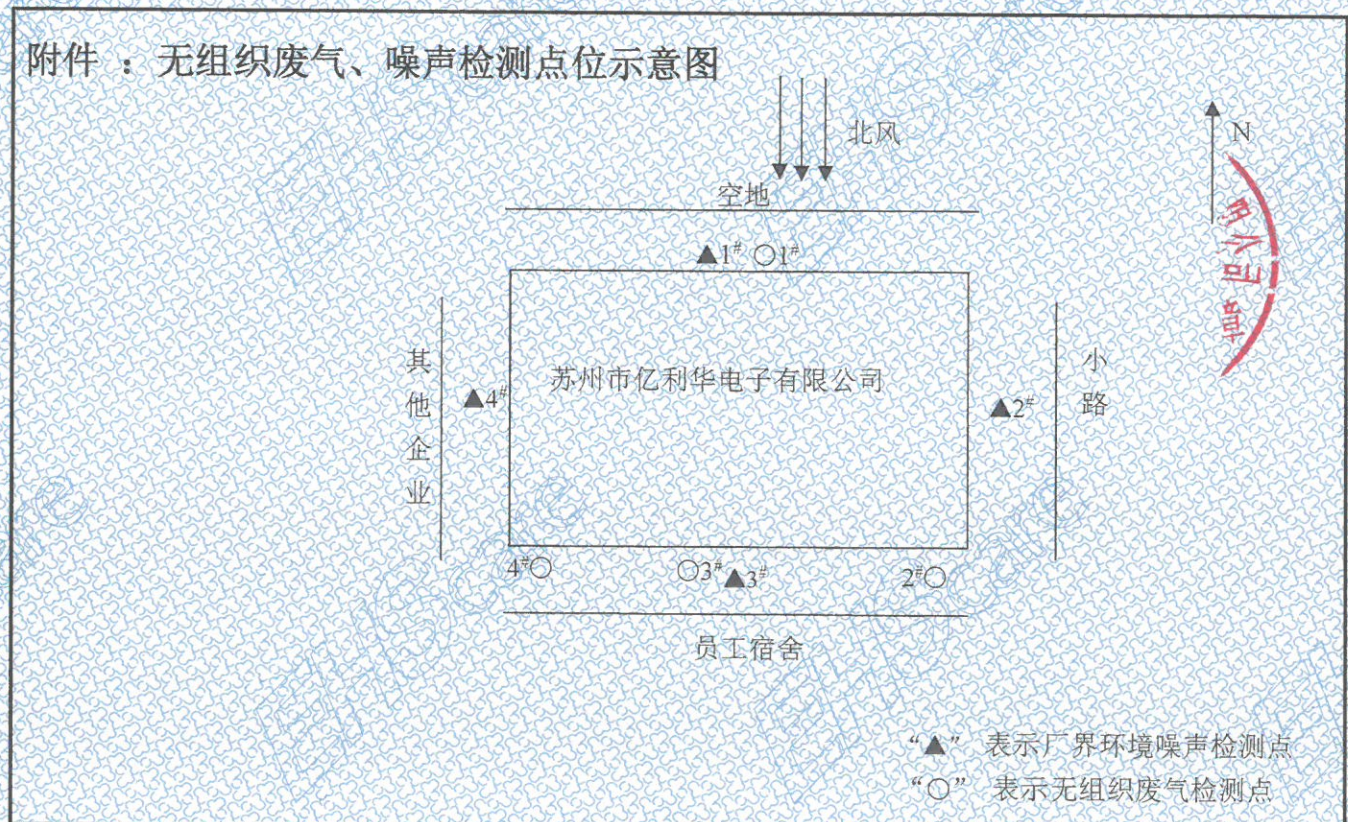 附件 ：无组织废气、噪声检测点位示意图
北风
N
空地
▲1# ○1#
其他企业
▲4#
苏州市亿利华电子有限公司
▲2#
小路
4#○
○3# ▲3#
2#○
员工宿舍
“▲” 表示厂界环境噪声检测点
“○” 表示无组织废气检测点